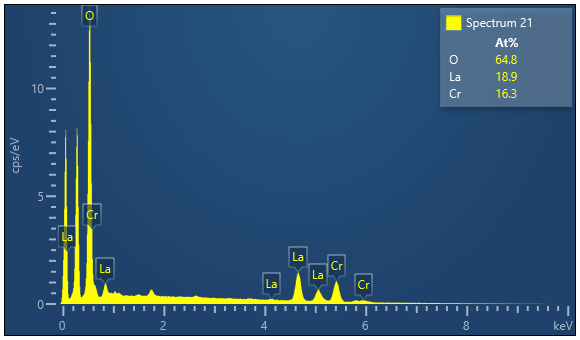 Spectrum 21
At%
O 64.8
La 18.9
Cr 16.3
cps/eV
10
5
0
O
Cr
La
La
La
La
La
Cr
Cr
0 2 4 6 8 keV